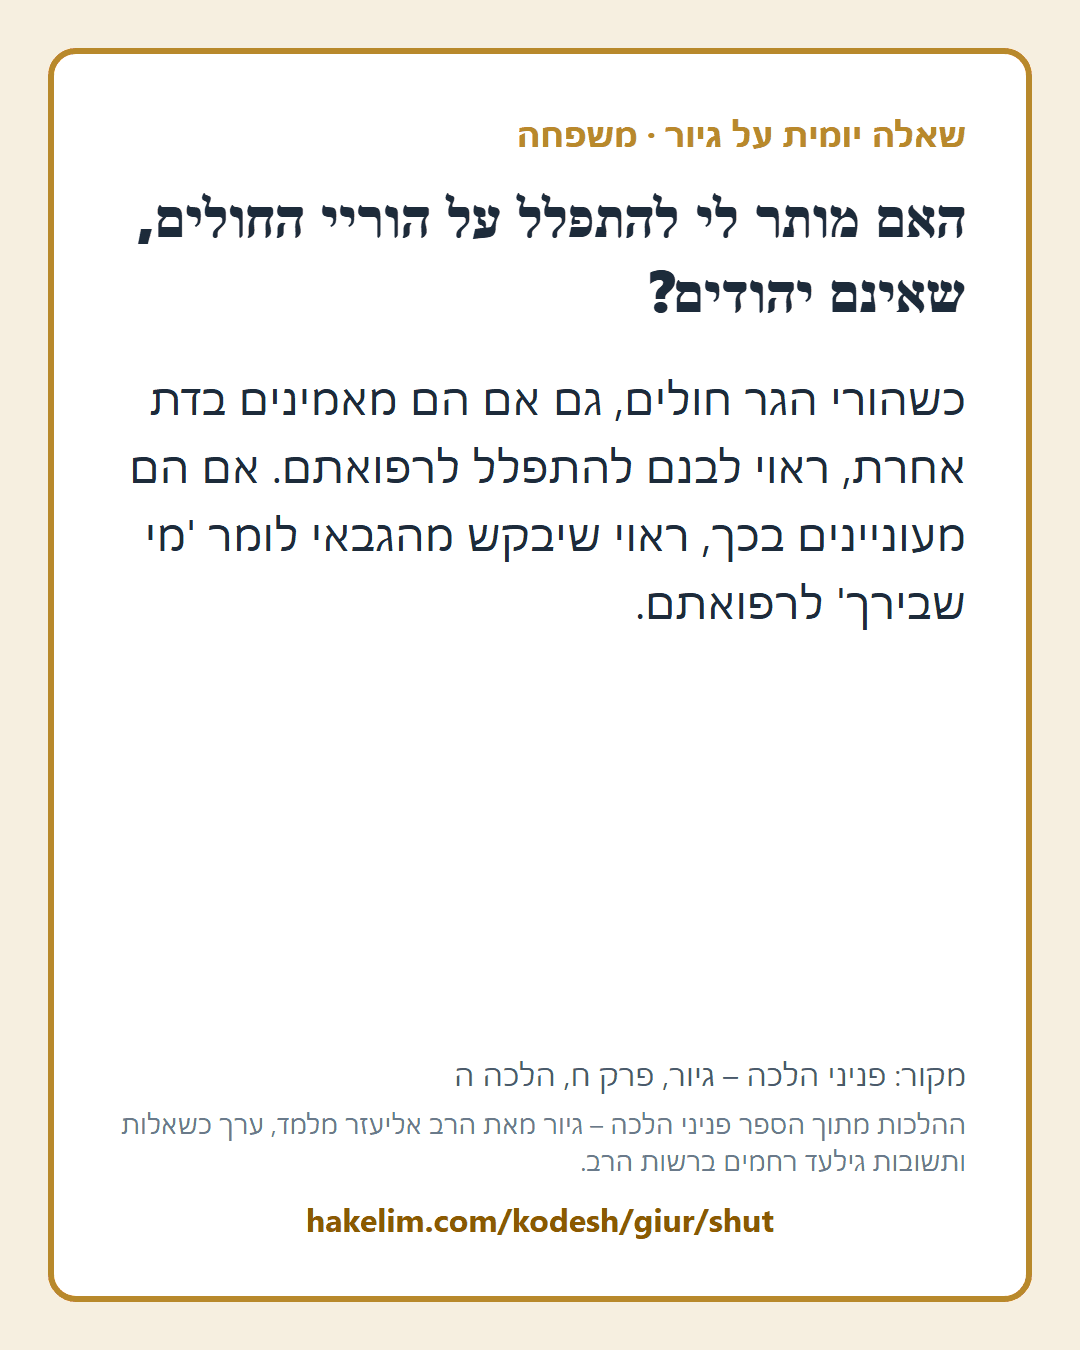 שאלה יומית על גיור · משפחה
האם מותר לי להתפלל על הוריי החולים,
שאינם יהודים?
כשהורי הגר חולים, גם אם הם מאמינים בדת
אחרת, ראוי לבנם להתפלל לרפואתם. אם הם
מעוניינים בכך, ראוי שיבקש מהגבאי לומר 'מי
שבירך' לרפואתם.
מקור: פניני הלכה – גיור, פרק ח, הלכה ה
ההלכות מתוך הספר פניני הלכה – גיור מאת הרב אליעזר מלמד, ערך כשאלות
ותשובות גילעד רחמים ברשות הרב.
hakelim.com/kodesh/giur/shut